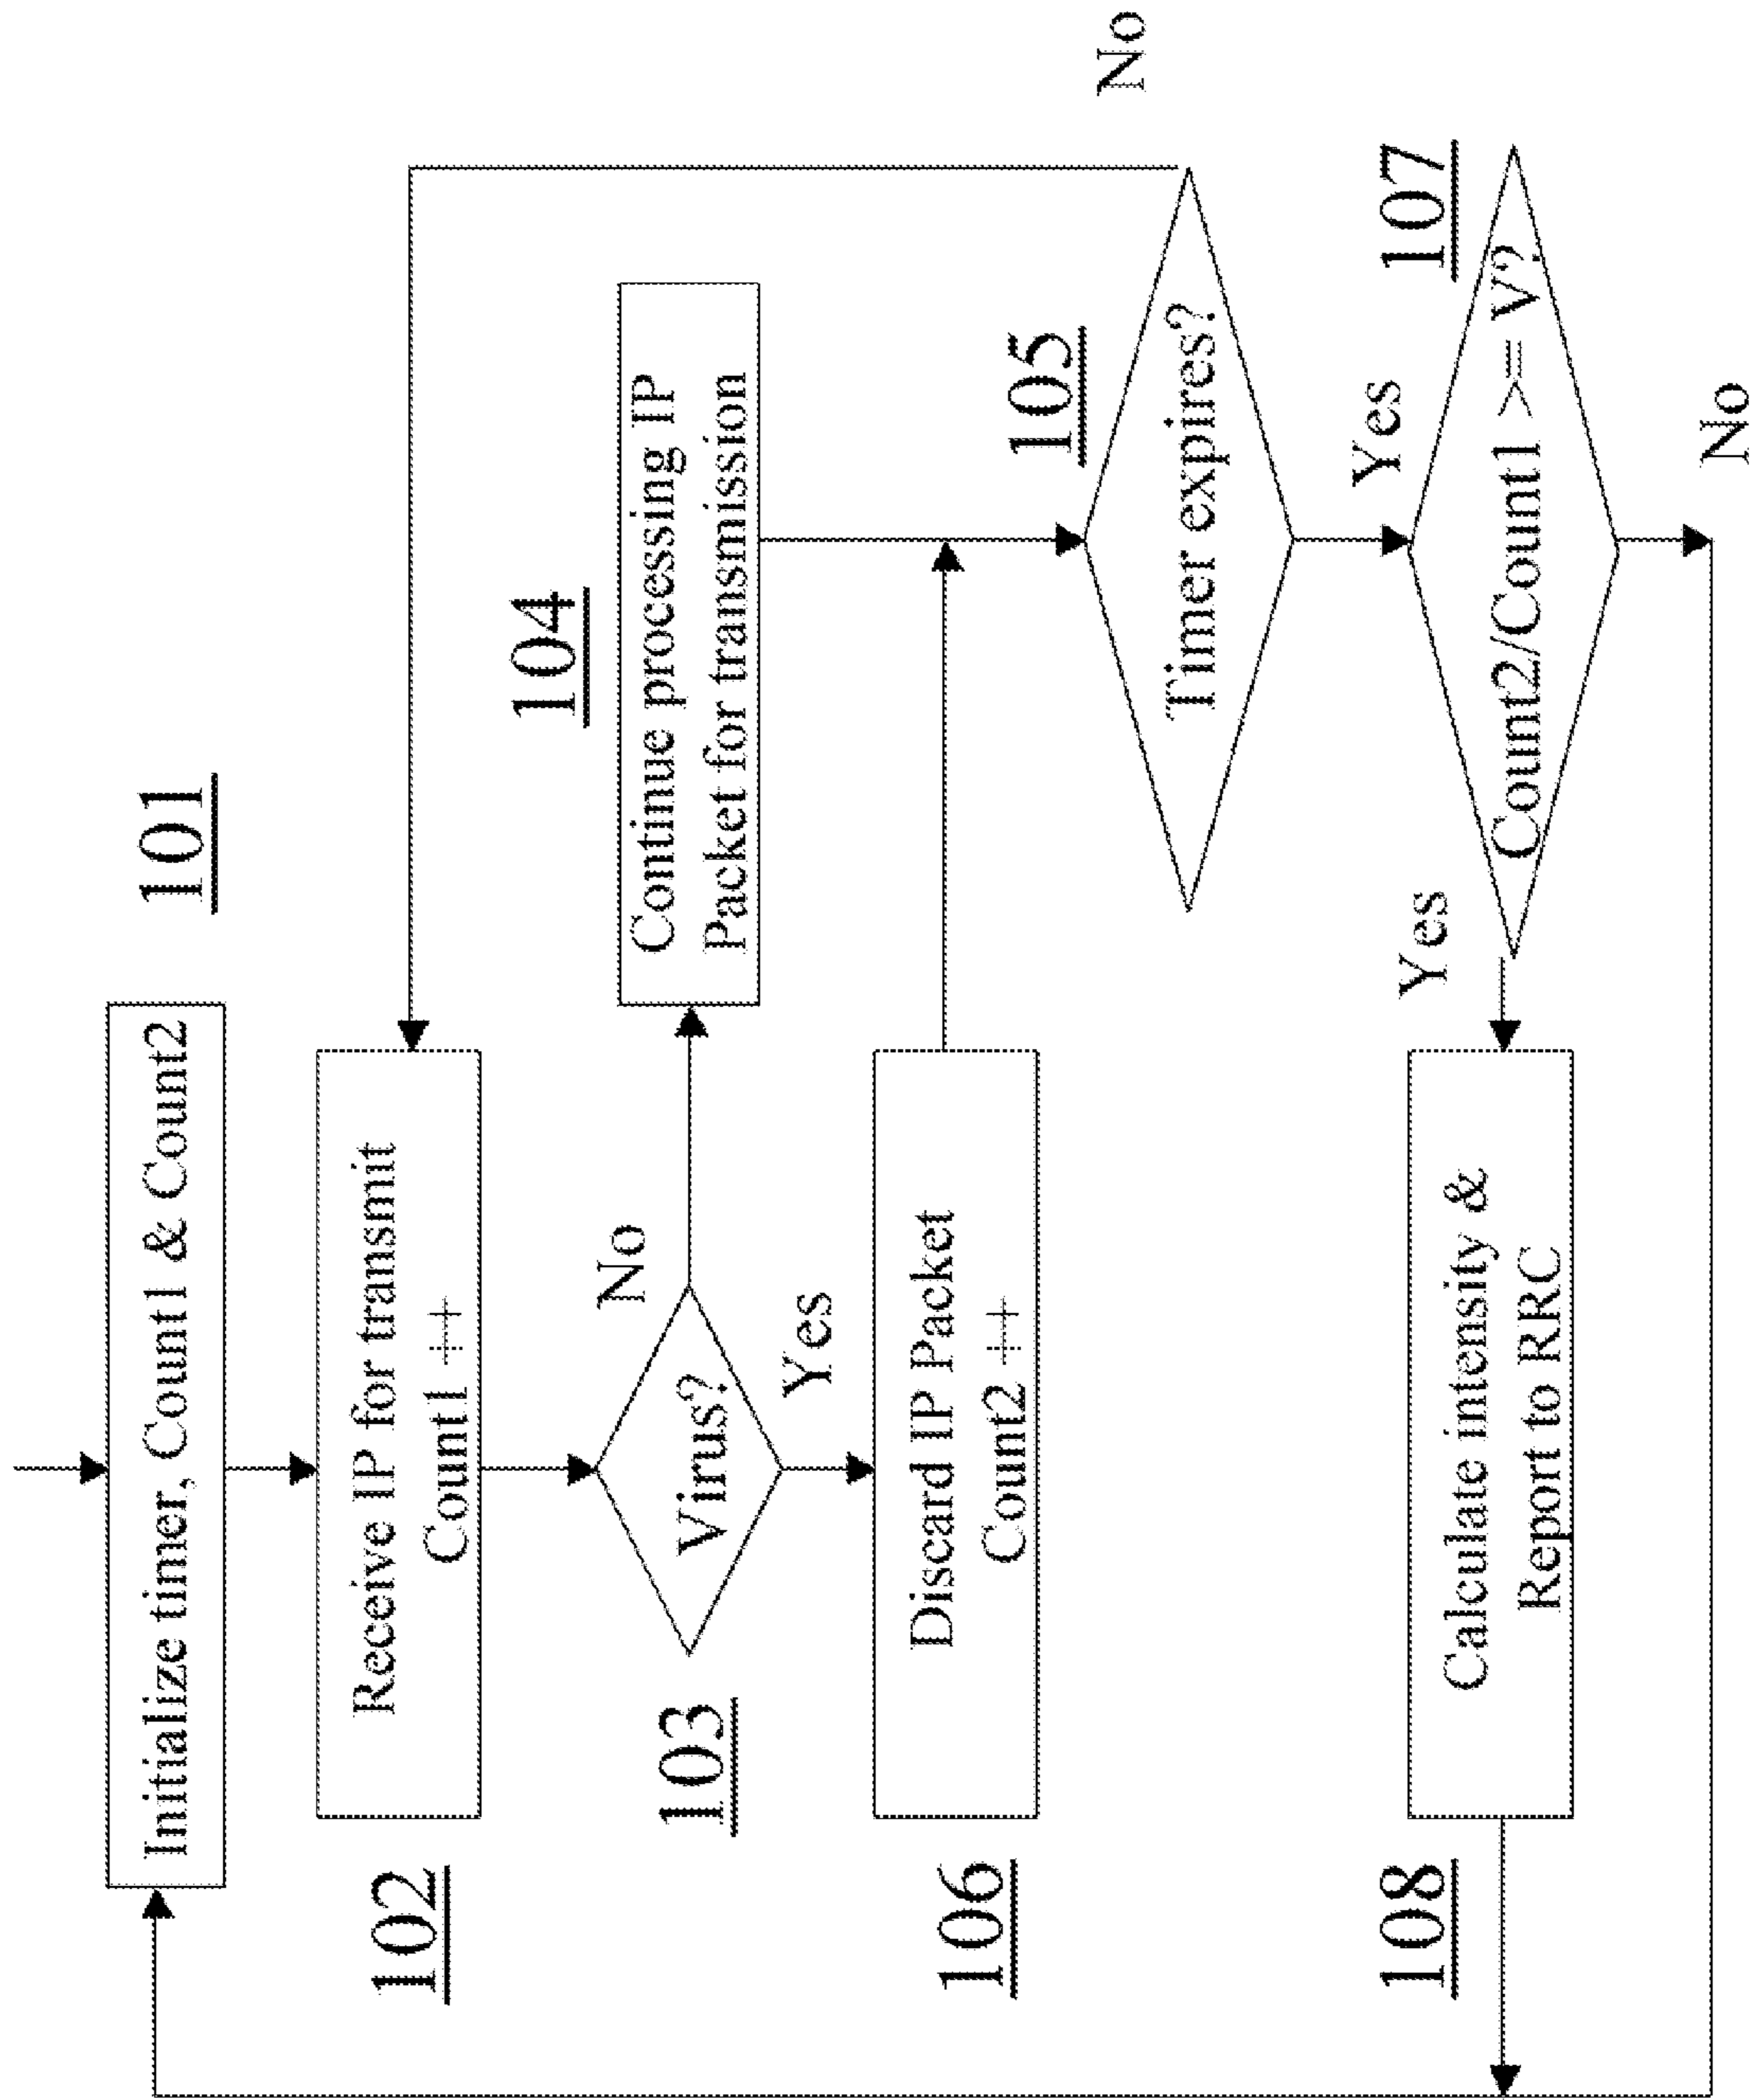 101
Initialize timer, Count1 & Count2
102
Receive IP for transmit
Count1 ++
103
Virus?
No
Yes
104
Continue processing IP
Packet for transmission
106
Discard IP Packet
Count2 ++
105
Timer expires?
No
Yes
107
Count2/Count1 >= V?
Yes
No
108
Calculate intensity &
Report to RRC